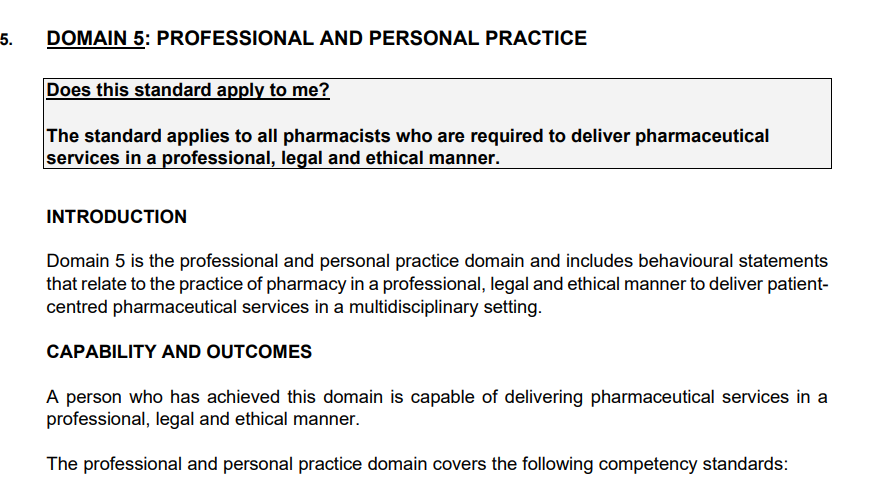 5. DOMAIN 5: PROFESSIONAL AND PERSONAL PRACTICE
Does this standard apply to me?
The standard applies to all pharmacists who are required to deliver pharmaceutical
services in a professional, legal and ethical manner.
INTRODUCTION
Domain 5 is the professional and personal practice domain and includes behavioural statements
that relate to the practice of pharmacy in a professional, legal and ethical manner to deliver patient-
centred pharmaceutical services in a multidisciplinary setting.
CAPABILITY AND OUTCOMES
A person who has achieved this domain is capable of delivering pharmaceutical services in a
professional, legal and ethical manner.
The professional and personal practice domain covers the following competency standards: